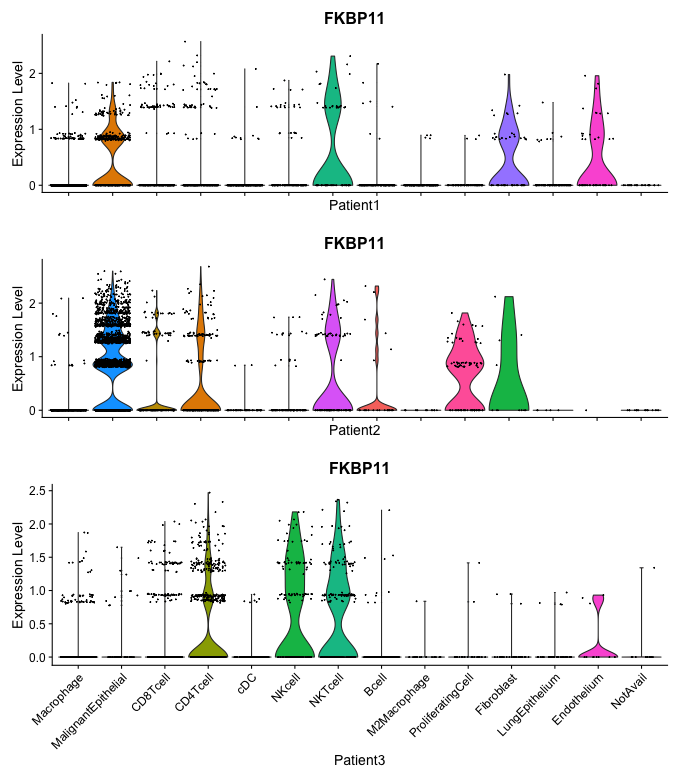 FKBP11
Expression Level
2
1
0
Patient1
FKBP11
Expression Level
2
1
0
Patient2
FKBP11
Expression Level
2.5
2.0
1.5
1.0
0.5
0.0
Macrophage
MalignantEpithelial
CD8Tcell
CD4Tcell
cDC
NKcell
NKTcell
Bcell
M2Macrophage
ProliferatingCell
Fibroblast
LungEpithelium
Endothelium
NotAvail
Patient3